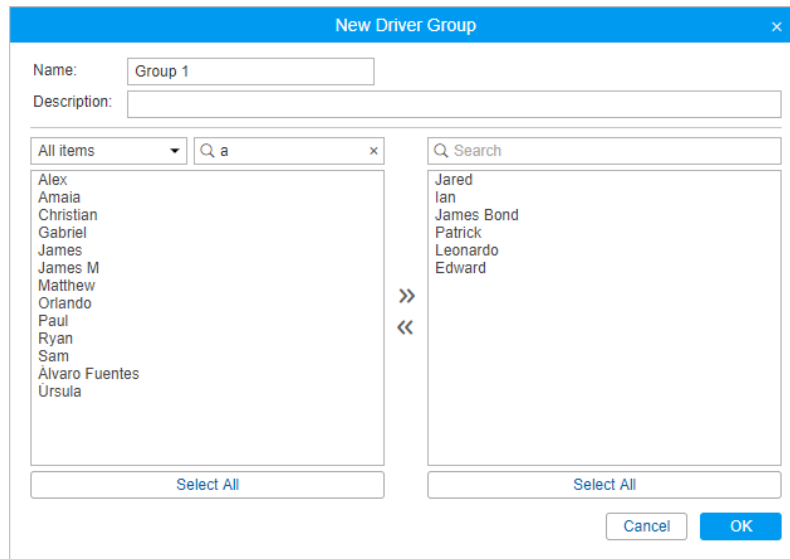 New Driver Group
×
Name:
Group 1
Description:
All items
a
×
Search
Alex
Amaia
Christian
Gabriel
James
James M
Matthew
Orlando
Paul
Ryan
Sam
Álvaro Fuentes
Úrsula
»
«
Jared
Ian
James Bond
Patrick
Leonardo
Edward
Select All
Select All
Cancel
OK